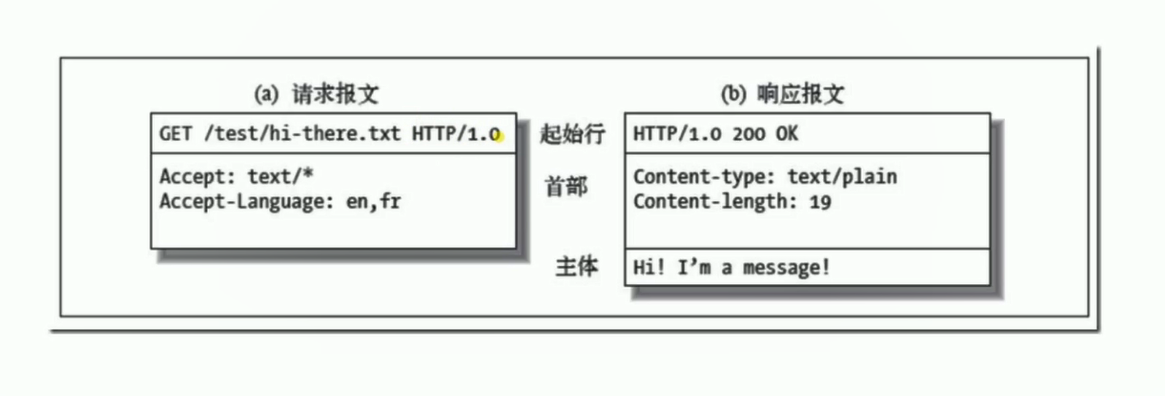 (a) 请求报文
GET /test/hi-there.txt HTTP/1.0
Accept: text/*
Accept-Language: en,fr
起始行
首部
主体
(b) 响应报文
HTTP/1.0 200 OK
Content-type: text/plain
Content-length: 19
Hi! I’m a message!